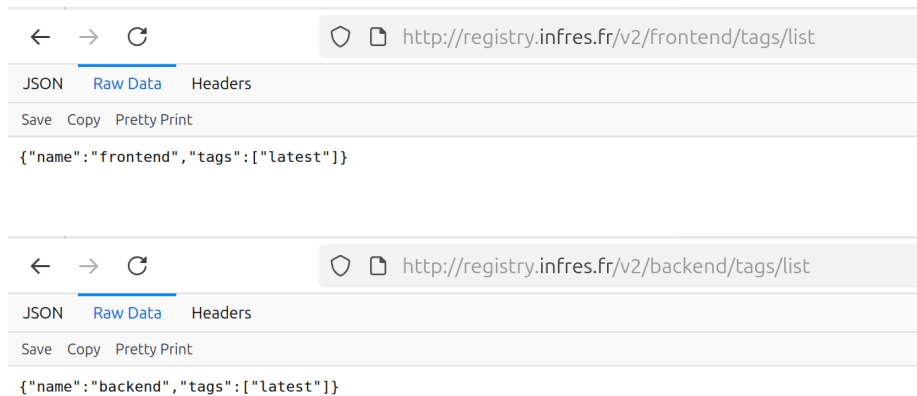 http://registry.infres.fr/v2/frontend/tags/list
JSON Raw Data Headers
Save Copy Pretty Print
{"name":"frontend","tags":["latest"]}
http://registry.infres.fr/v2/backend/tags/list
JSON Raw Data Headers
Save Copy Pretty Print
{"name":"backend","tags":["latest"]}